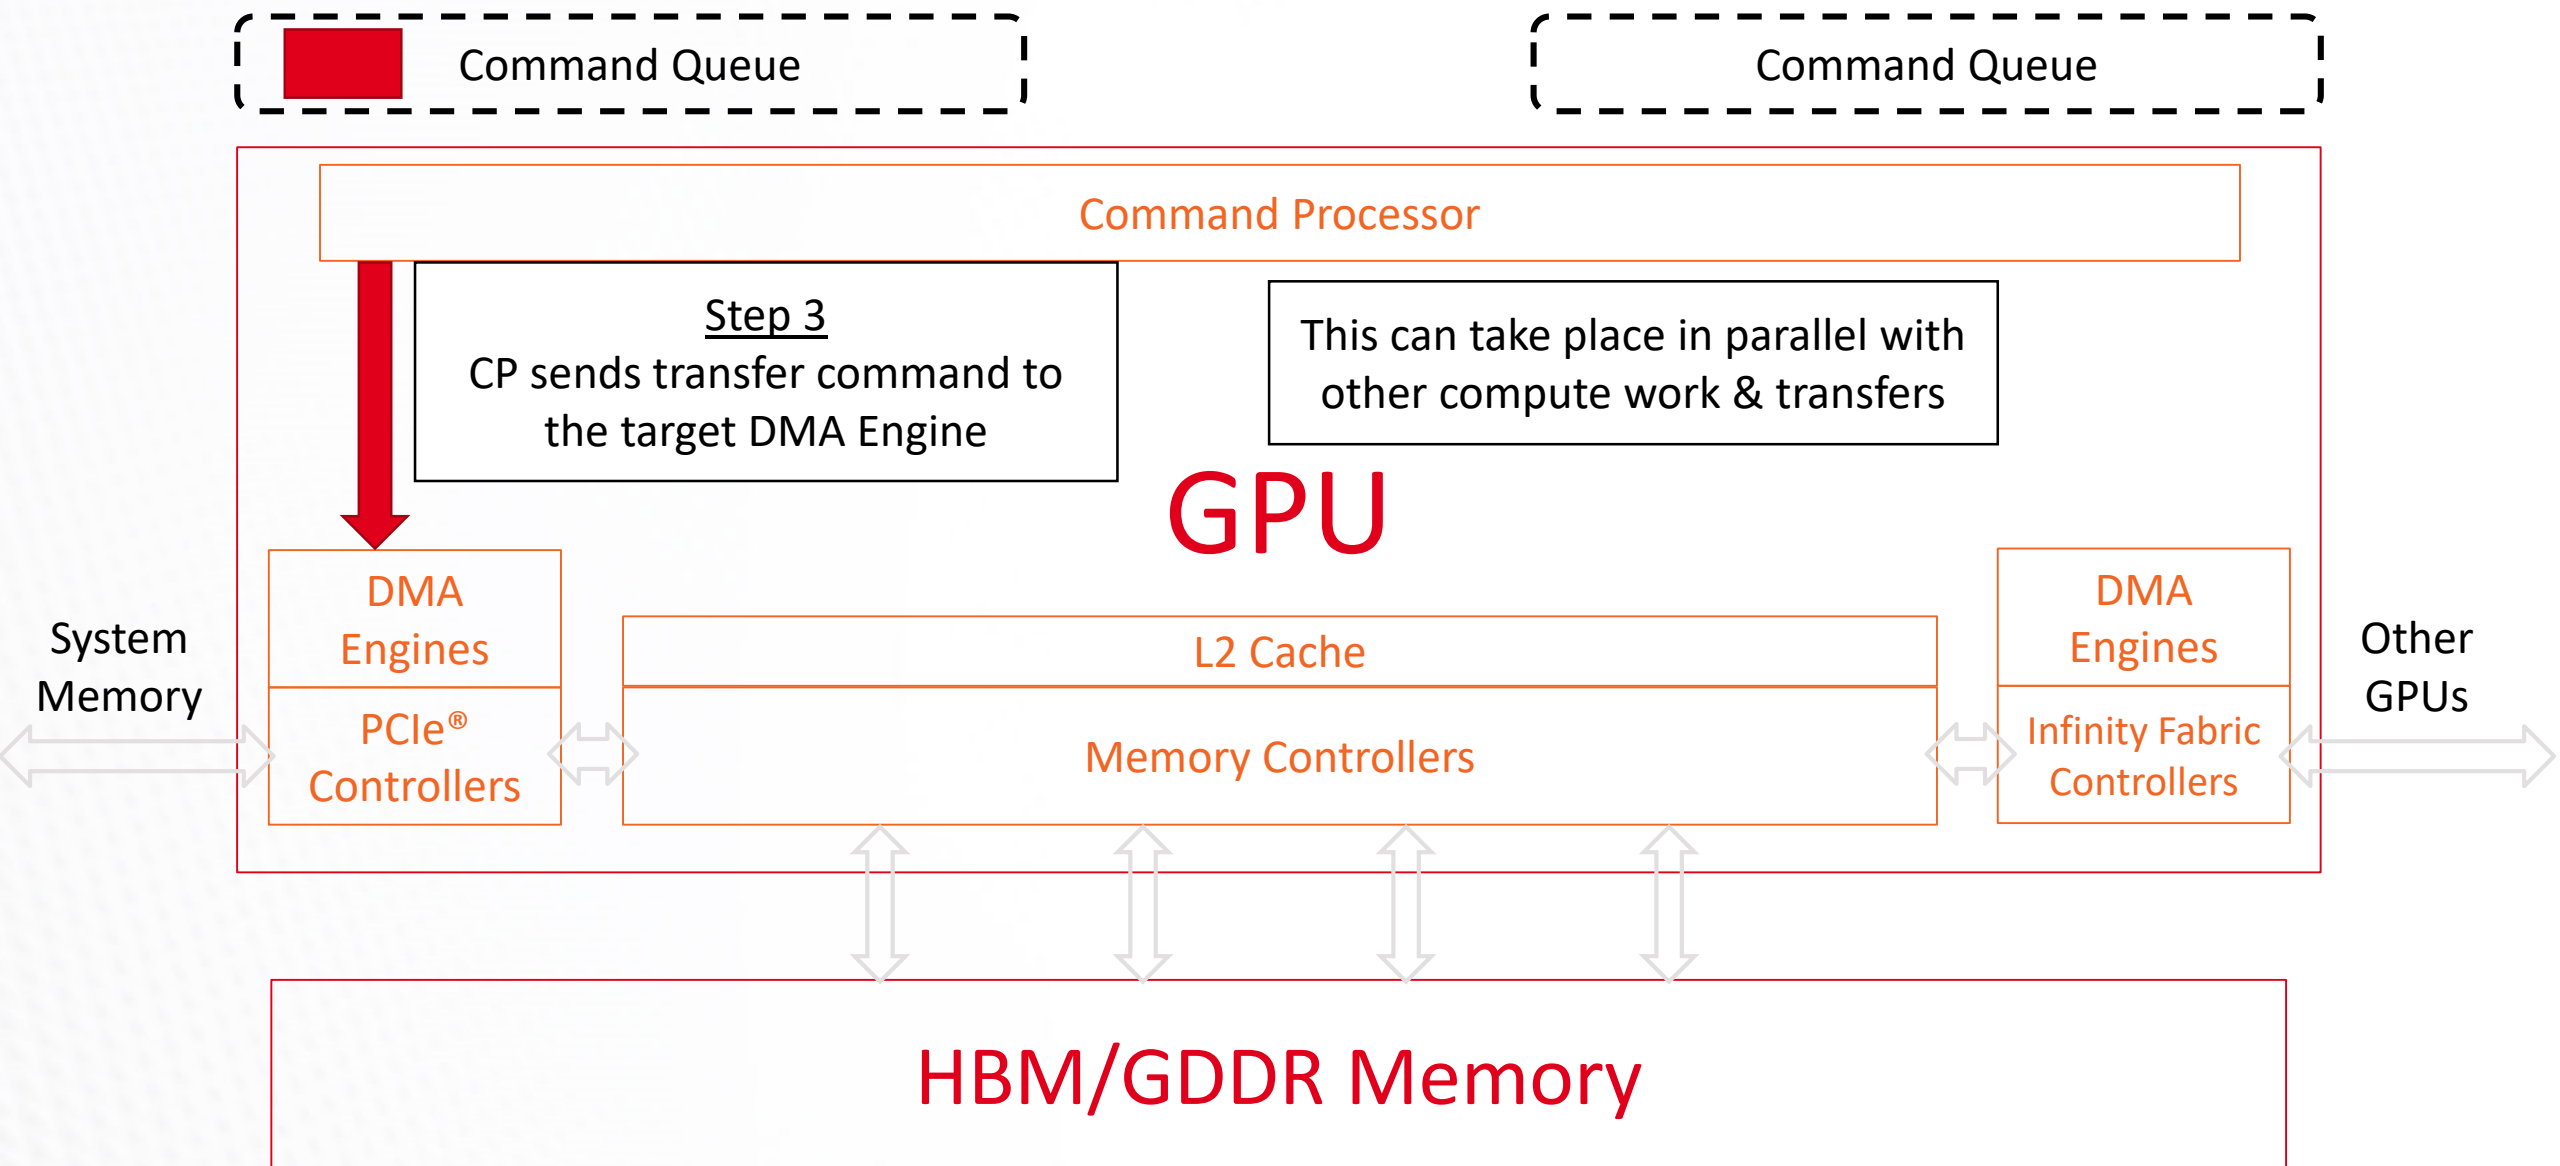 Command Queue
Command Queue
Command Processor
Step 3
CP sends transfer command to
the target DMA Engine
This can take place in parallel with
other compute work & transfers
GPU
System
Memory
DMA
Engines
PCIe®
Controllers
L2 Cache
Memory Controllers
DMA
Engines
Infinity Fabric
Controllers
Other
GPUs
HBM/GDDR Memory